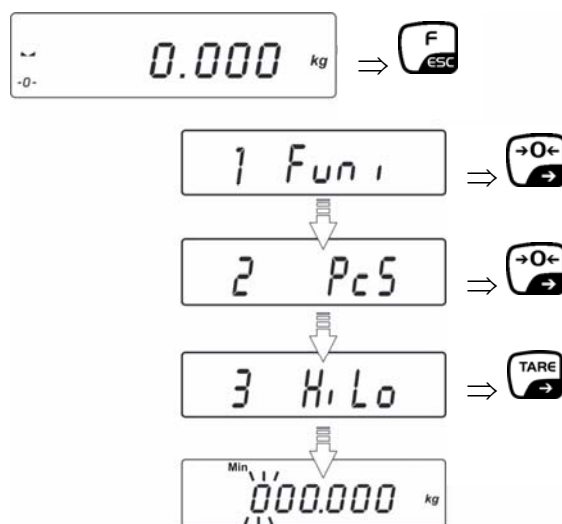 -0- 0.000 kg ⇒ F ESC
1 Funi ⇒ →0←
2 PcS ⇒ →0←
3 HiLo ⇒ TARE
Min
000.000 kg